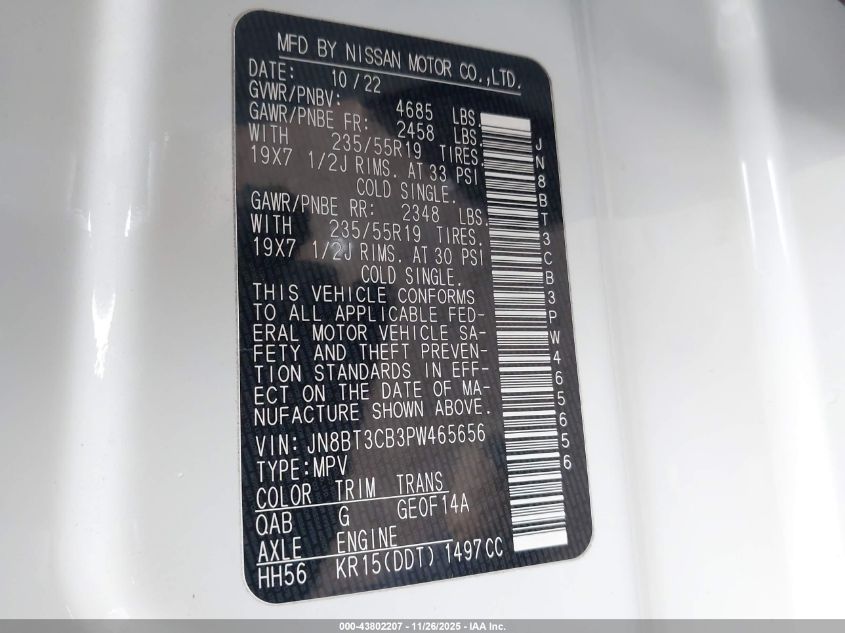 MFD BY NISSAN MOTOR CO.,LTD.
DATE: 10/22
GVWR/PNBV: 4685 LBS.
GAWR/PNBE FR: 2458 LBS.
WITH 235/55R19 TIRES.
19X7 1/2J RIMS. AT 33 PSI
COLD SINGLE.
GAWR/PNBE RR: 2348 LBS.
WITH 235/55R19 TIRES.
19X7 1/2J RIMS. AT 30 PSI
COLD SINGLE.
THIS VEHICLE CONFORMS
TO ALL APPLICABLE FED-
ERAL MOTOR VEHICLE SA-
FETY AND THEFT PREVEN-
TION STANDARDS IN EFF-
ECT ON THE DATE OF MA-
NUFACTURE SHOWN ABOVE.
VIN: JN8BT3CB3PW465656
TYPE:MPV
COLOR TRIM TRANS
QAB G GE0F14A
AXLE ENGINE
HH56 KR15(DDT) 1497CC
JN8BT3CB3PW465656
000-43802207 - 11/26/2025 - IAA Inc.